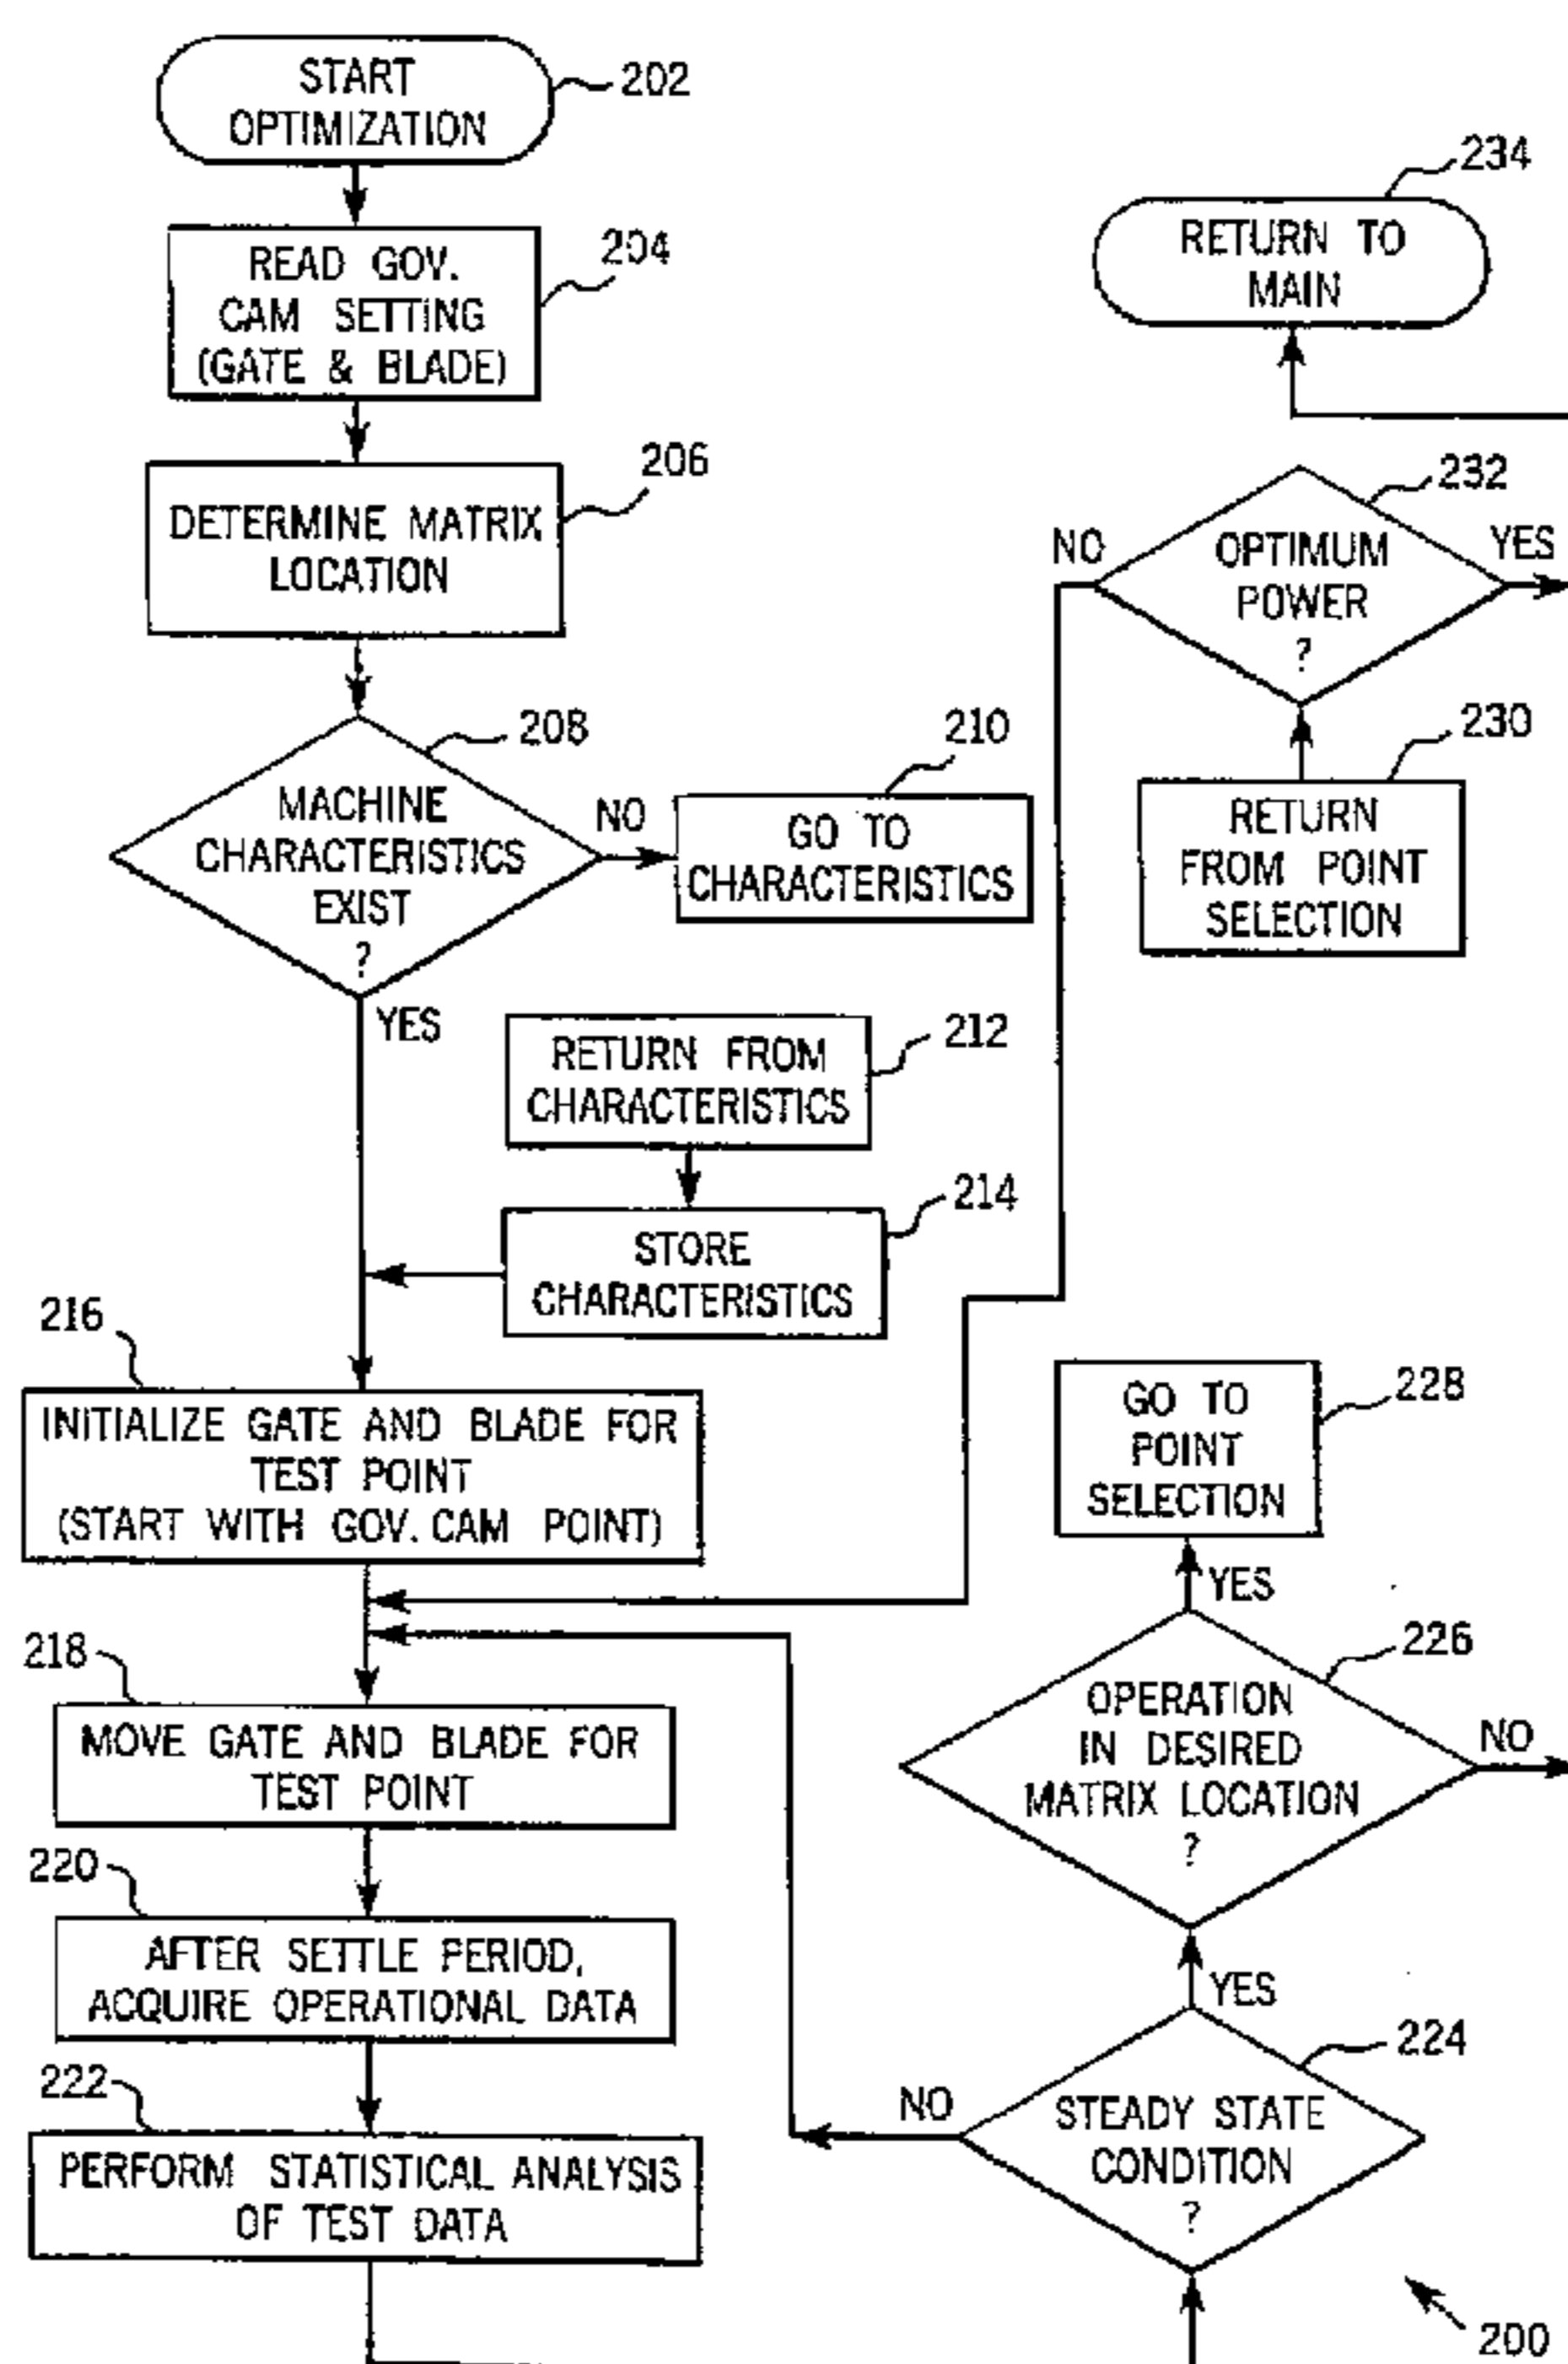 START
OPTIMIZATION
202
READ GOV.
CAM SETTING
(GATE & BLADE)
204
DETERMINE MATRIX
LOCATION
206
MACHINE
CHARACTERISTICS
EXIST
?
208
NO
YES
GO TO
CHARACTERISTICS
210
RETURN FROM
CHARACTERISTICS
212
STORE
CHARACTERISTICS
214
216
INITIALIZE GATE AND BLADE FOR
TEST POINT
(START WITH GOV. CAM POINT)
218
MOVE GATE AND BLADE FOR
TEST POINT
220
AFTER SETTLE PERIOD,
ACQUIRE OPERATIONAL DATA
222
PERFORM STATISTICAL ANALYSIS
OF TEST DATA
234
RETURN TO
MAIN
232
NO
OPTIMUM
POWER
?
YES
230
RETURN
FROM POINT
SELECTION
228
GO TO
POINT
SELECTION
YES
226
OPERATION
IN DESIRED
MATRIX LOCATION
?
NO
YES
224
NO
STEADY STATE
CONDITION
?
200